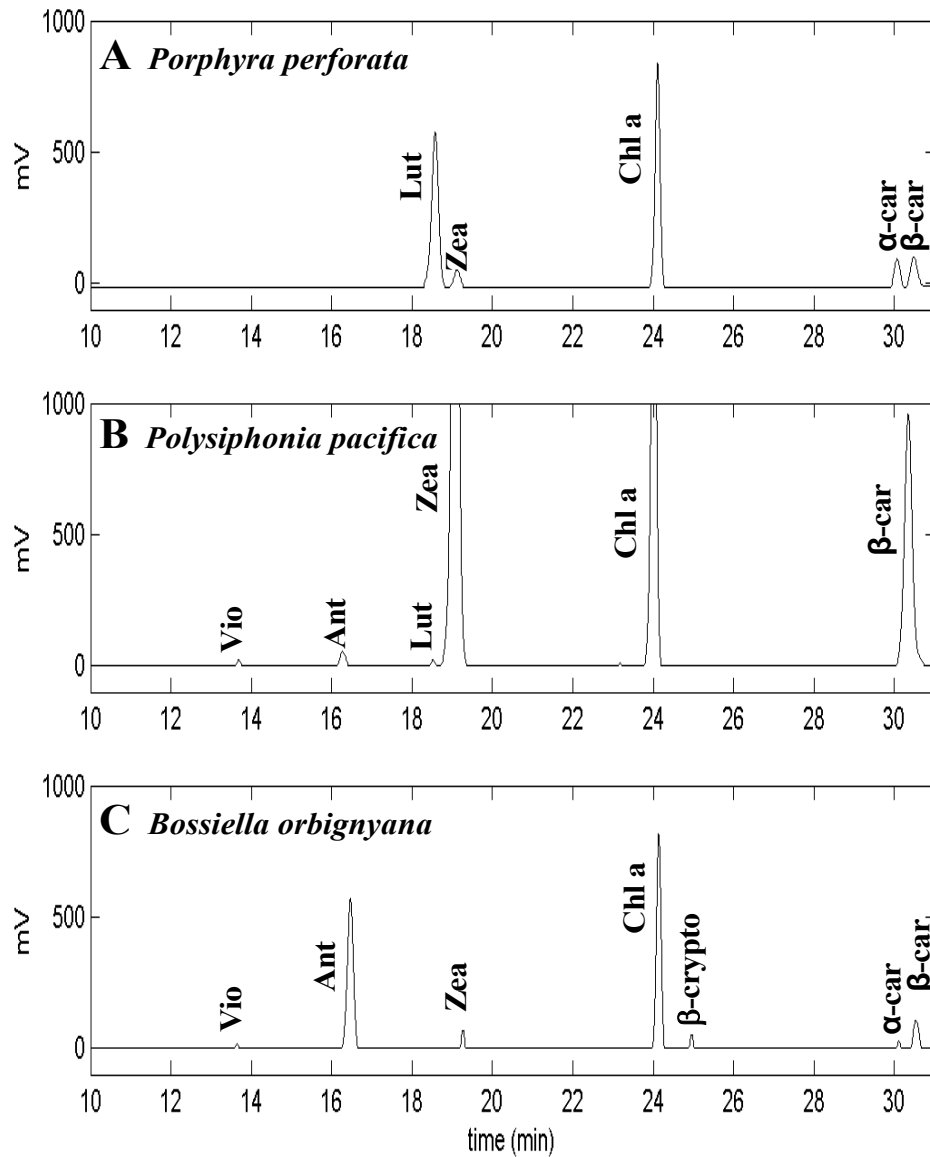 A Porphyra perforata
1000
500
0
mV
Lut
Zea
Chl a
α-car
β-car
10 12 14 16 18 20 22 24 26 28 30
B Polysiphonia pacifica
1000
500
0
mV
Vio
Ant
Lut
Zea
Chl a
β-car
10 12 14 16 18 20 22 24 26 28 30
C Bossiella orbignyana
1000
500
0
mV
Vio
Ant
Zea
Chl a
β-crypto
α-car
β-car
10 12 14 16 18 20 22 24 26 28 30
time (min)